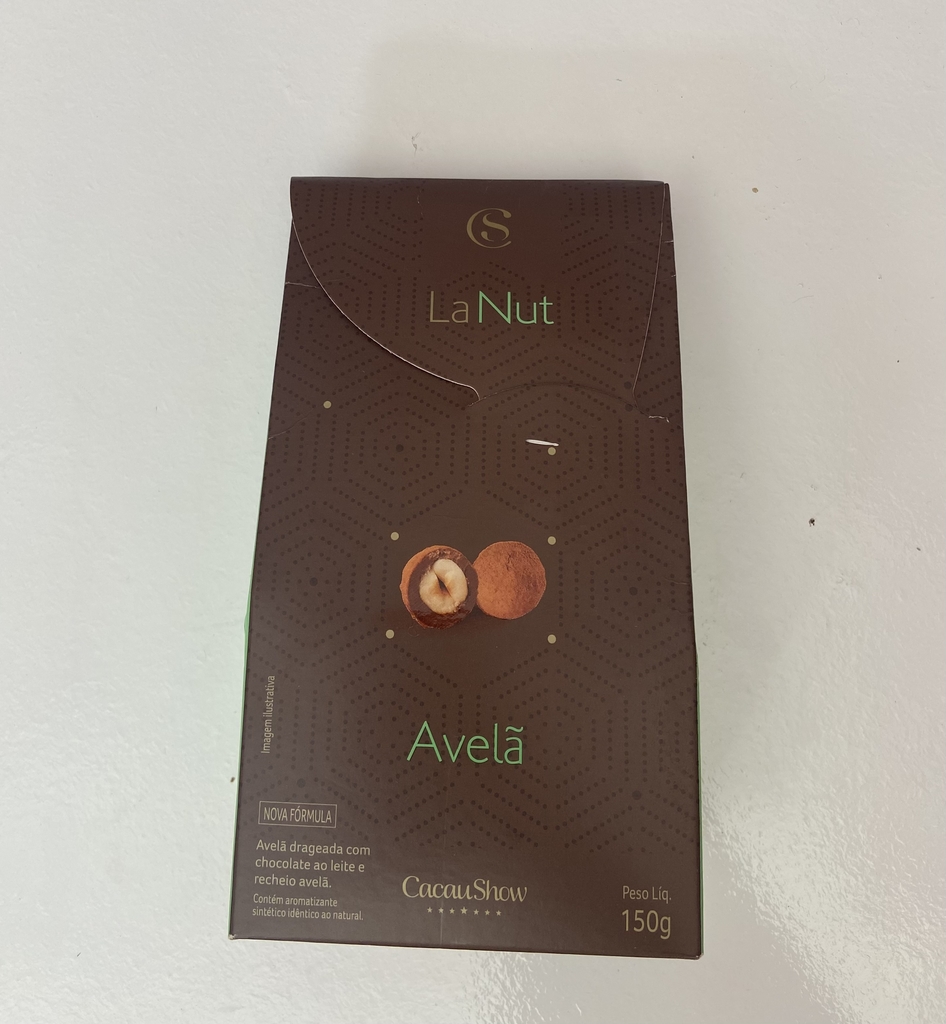 CS
La Nut
Imagem ilustrativa
Avelã
NOVA FÓRMULA
Avelã drageada com
chocolate ao leite e
recheio avelã.
Contém aromatizante
sintético idêntico ao natural.
CacauShow
Peso Líq.
150g